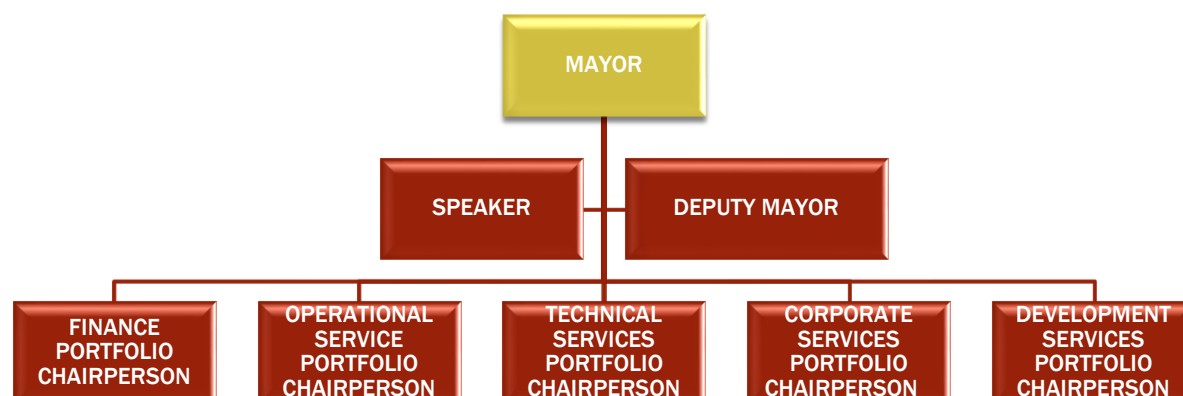 MAYOR
SPEAKER
DEPUTY MAYOR
FINANCE
PORTFOLIO
CHAIRPERSON
OPERATIONAL
SERVICE
PORTFOLIO
CHAIRPERSON
TECHNICAL
SERVICES
PORTFOLIO
CHAIRPERSON
CORPORATE
SERVICES
PORTFOLIO
CHAIRPERSON
DEVELOPMENT
SERVICES
PORTFOLIO
CHAIRPERSON